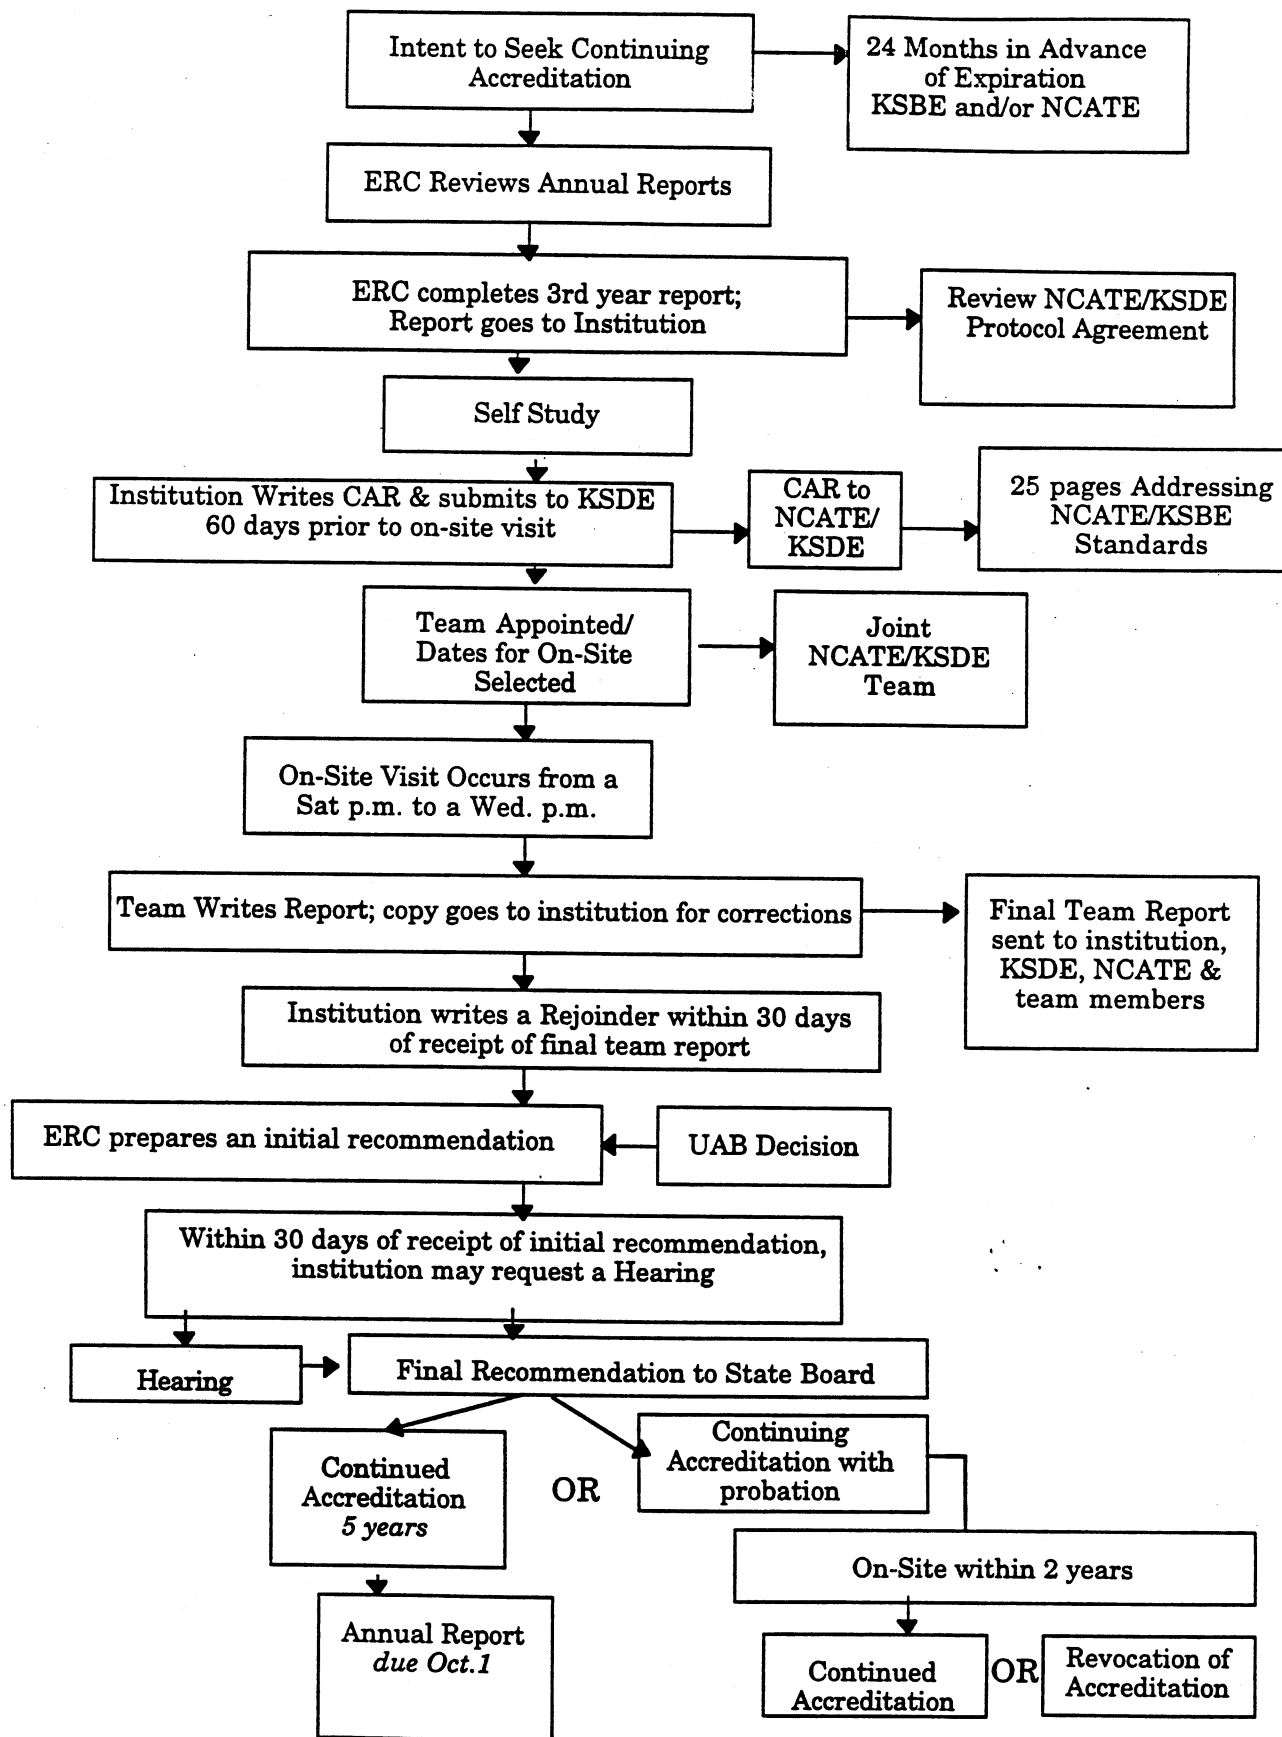 Intent to Seek Continuing
Accreditation
24 Months in Advance
of Expiration
KSBE and/or NCATE
ERC Reviews Annual Reports
ERC completes 3rd year report;
Report goes to Institution
Review NCATE/KSDE
Protocol Agreement
Self Study
Institution Writes CAR & submits to KSDE
60 days prior to on-site visit
CAR to
NCATE/
KSDE
25 pages Addressing
NCATE/KSBE
Standards
Team Appointed/
Dates for On-Site
Selected
Joint
NCATE/KSDE
Team
On-Site Visit Occurs from a
Sat p.m. to a Wed. p.m.
Team Writes Report; copy goes to institution for corrections
Final Team Report
sent to institution,
KSDE, NCATE &
team members
Institution writes a Rejoinder within 30 days
of receipt of final team report
ERC prepares an initial recommendation
UAB Decision
Within 30 days of receipt of initial recommendation,
institution may request a Hearing
Hearing
Final Recommendation to State Board
Continued
Accreditation
5 years
OR
Continuing
Accreditation with
probation
On-Site within 2 years
Annual Report
due Oct.1
Continued
Accreditation
OR
Revocation of
Accreditation